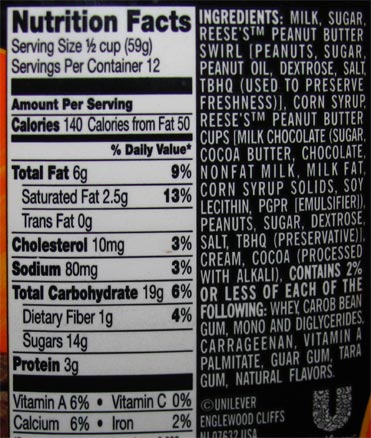 Nutrition Facts
Serving Size ½ cup (59g)
Servings Per Container 12
Amount Per Serving
Calories 140 Calories from Fat 50
% Daily Value*
Total Fat 6g 9%
Saturated Fat 2.5g 13%
Trans Fat 0g
Cholesterol 10mg 3%
Sodium 80mg 3%
Total Carbohydrate 19g 6%
Dietary Fiber 1g 4%
Sugars 14g
Protein 3g
Vitamin A 6% • Vitamin C 0%
Calcium 6% • Iron 2%
INGREDIENTS: MILK, SUGAR,
REESE'S™ PEANUT BUTTER
SWIRL [PEANUTS, SUGAR,
PEANUT OIL, DEXTROSE, SALT,
TBHQ (USED TO PRESERVE
FRESHNESS)], CORN SYRUP,
REESE'S™ PEANUT BUTTER
CUPS [MILK CHOCOLATE (SUGAR,
COCOA BUTTER, CHOCOLATE,
NONFAT MILK, MILK FAT,
CORN SYRUP SOLIDS, SOY
LECITHIN, PGPR [EMULSIFIER]),
PEANUTS, SUGAR, DEXTROSE,
SALT, TBHQ (PRESERVATIVE)],
CREAM, COCOA (PROCESSED
WITH ALKALI), CONTAINS 2%
OR LESS OF EACH OF THE
FOLLOWING: WHEY, CAROB BEAN
GUM, MONO AND DIGLYCERIDES,
CARRAGEENAN, VITAMIN A
PALMITATE, GUAR GUM, TARA
GUM, NATURAL FLAVORS.
©UNILEVER
ENGLEWOOD CLIFFS
NJ 07632 USA